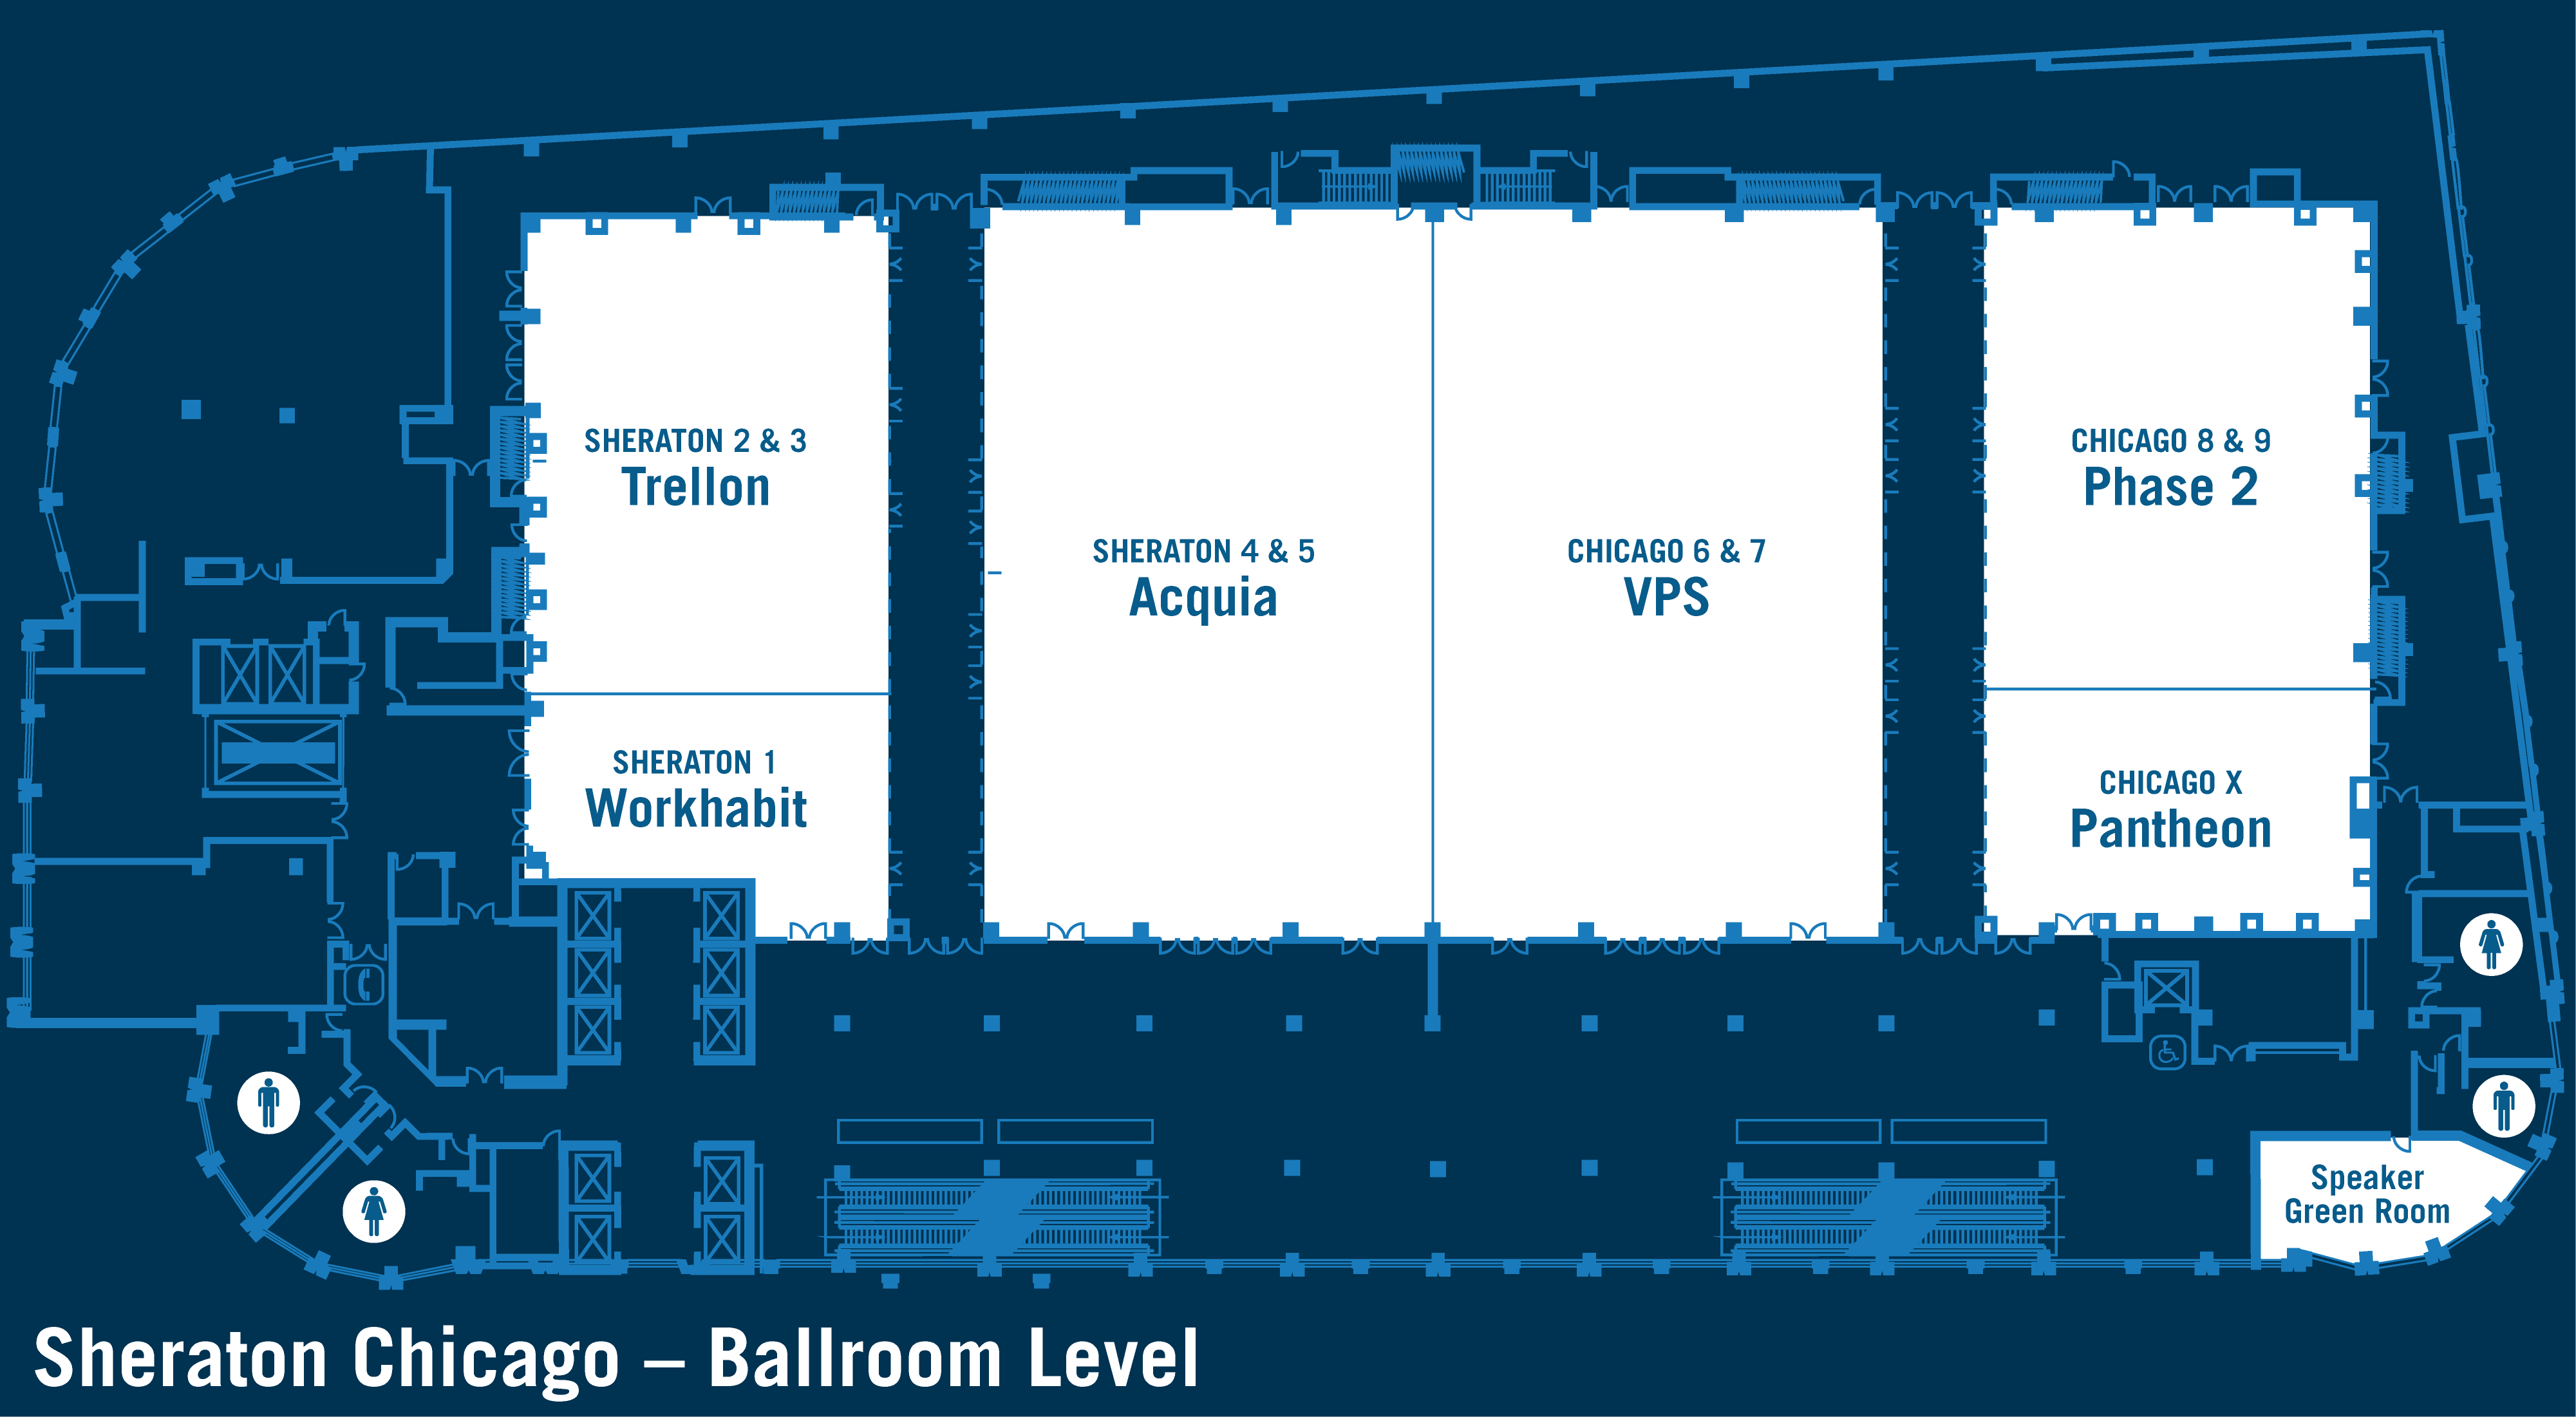 SHERATON 2 & 3
Trellon
SHERATON 1
Workhabit
SHERATON 4 & 5
Acquia
CHICAGO 6 & 7
VPS
CHICAGO 8 & 9
Phase 2
CHICAGO X
Pantheon
Speaker
Green Room
Sheraton Chicago – Ballroom Level